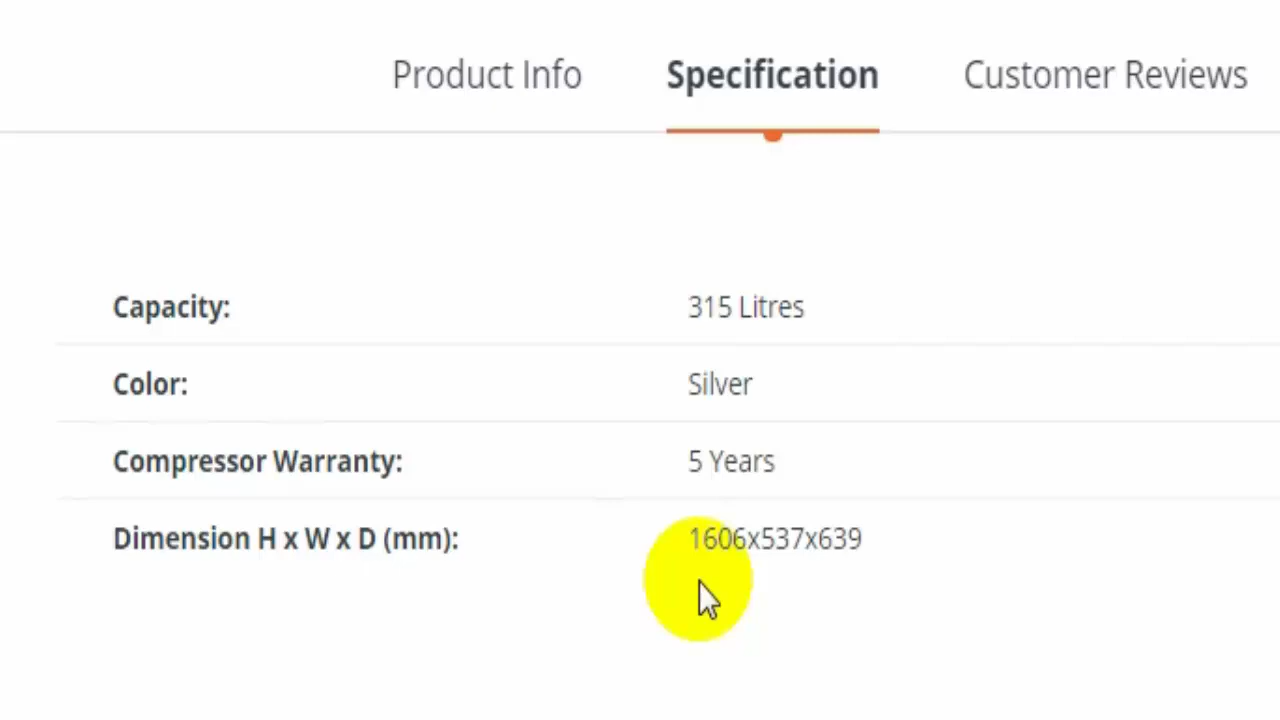 Product Info Specification Customer Reviews
Capacity: 315 Litres
Color: Silver
Compressor Warranty: 5 Years
Dimension H x W x D (mm): 1606x537x639